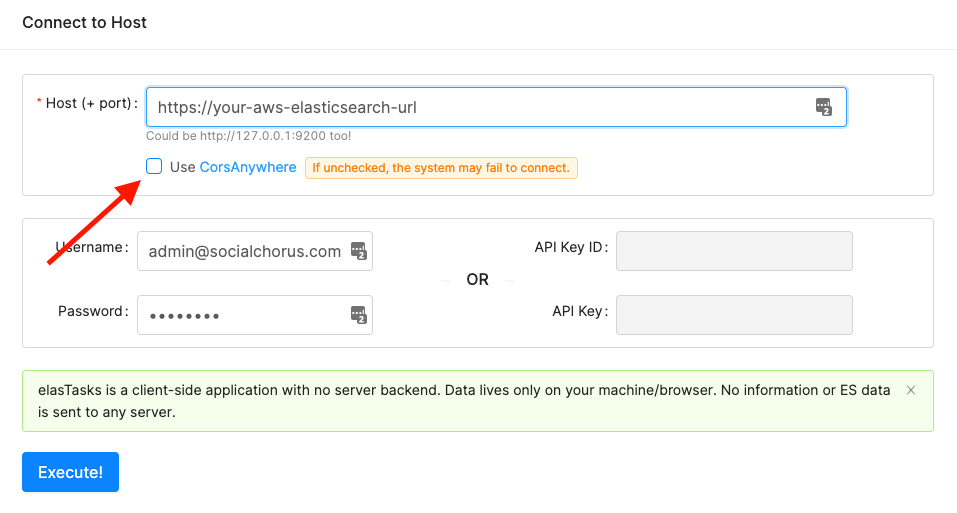 Connect to Host
* Host (+ port): https://your-aws-elasticsearch-url
Could be http://127.0.0.1:9200 too!
Use CorsAnywhere If unchecked, the system may fail to connect.
Username: admin@socialchorus.com API Key ID:
OR
Password: •••••••• API Key:
elasTasks is a client-side application with no server backend. Data lives only on your machine/browser. No information or ES data
is sent to any server.
Execute!